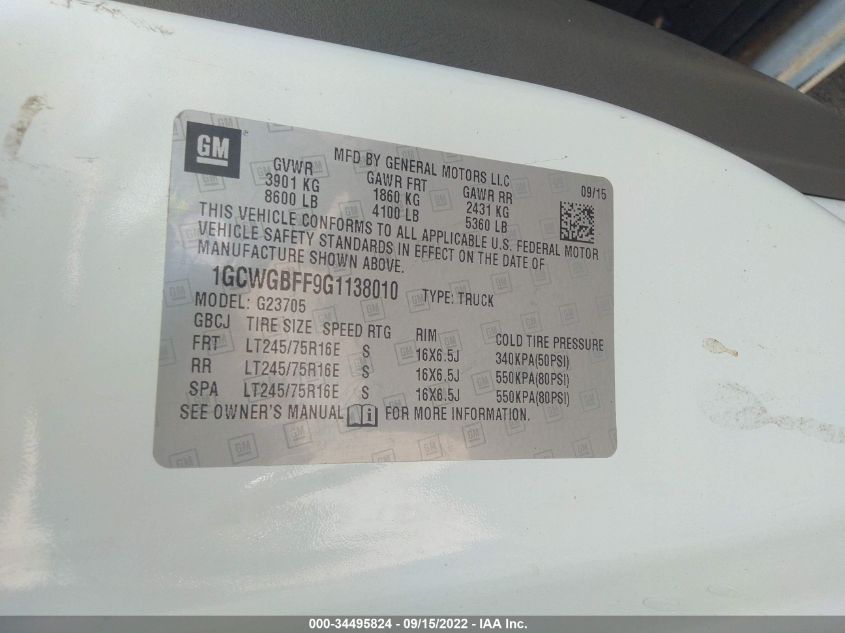 GM
MFD BY GENERAL MOTORS LLC
09/15
GVWR GAWR FRT GAWR RR
3901 KG 1860 KG 2431 KG
8600 LB 4100 LB 5360 LB
THIS VEHICLE CONFORMS TO ALL APPLICABLE U.S. FEDERAL MOTOR
VEHICLE SAFETY STANDARDS IN EFFECT ON THE DATE OF
MANUFACTURE SHOWN ABOVE.
1GCWGBFF9G1138010 TYPE: TRUCK
MODEL: G23705
GBCJ TIRE SIZE SPEED RTG RIM COLD TIRE PRESSURE
FRT LT245/75R16E S 16X6.5J 340KPA(50PSI)
RR LT245/75R16E S 16X6.5J 550KPA(80PSI)
SPA LT245/75R16E S 16X6.5J 550KPA(80PSI)
SEE OWNER'S MANUAL i FOR MORE INFORMATION.
000-34495824 - 09/15/2022 - IAA Inc.